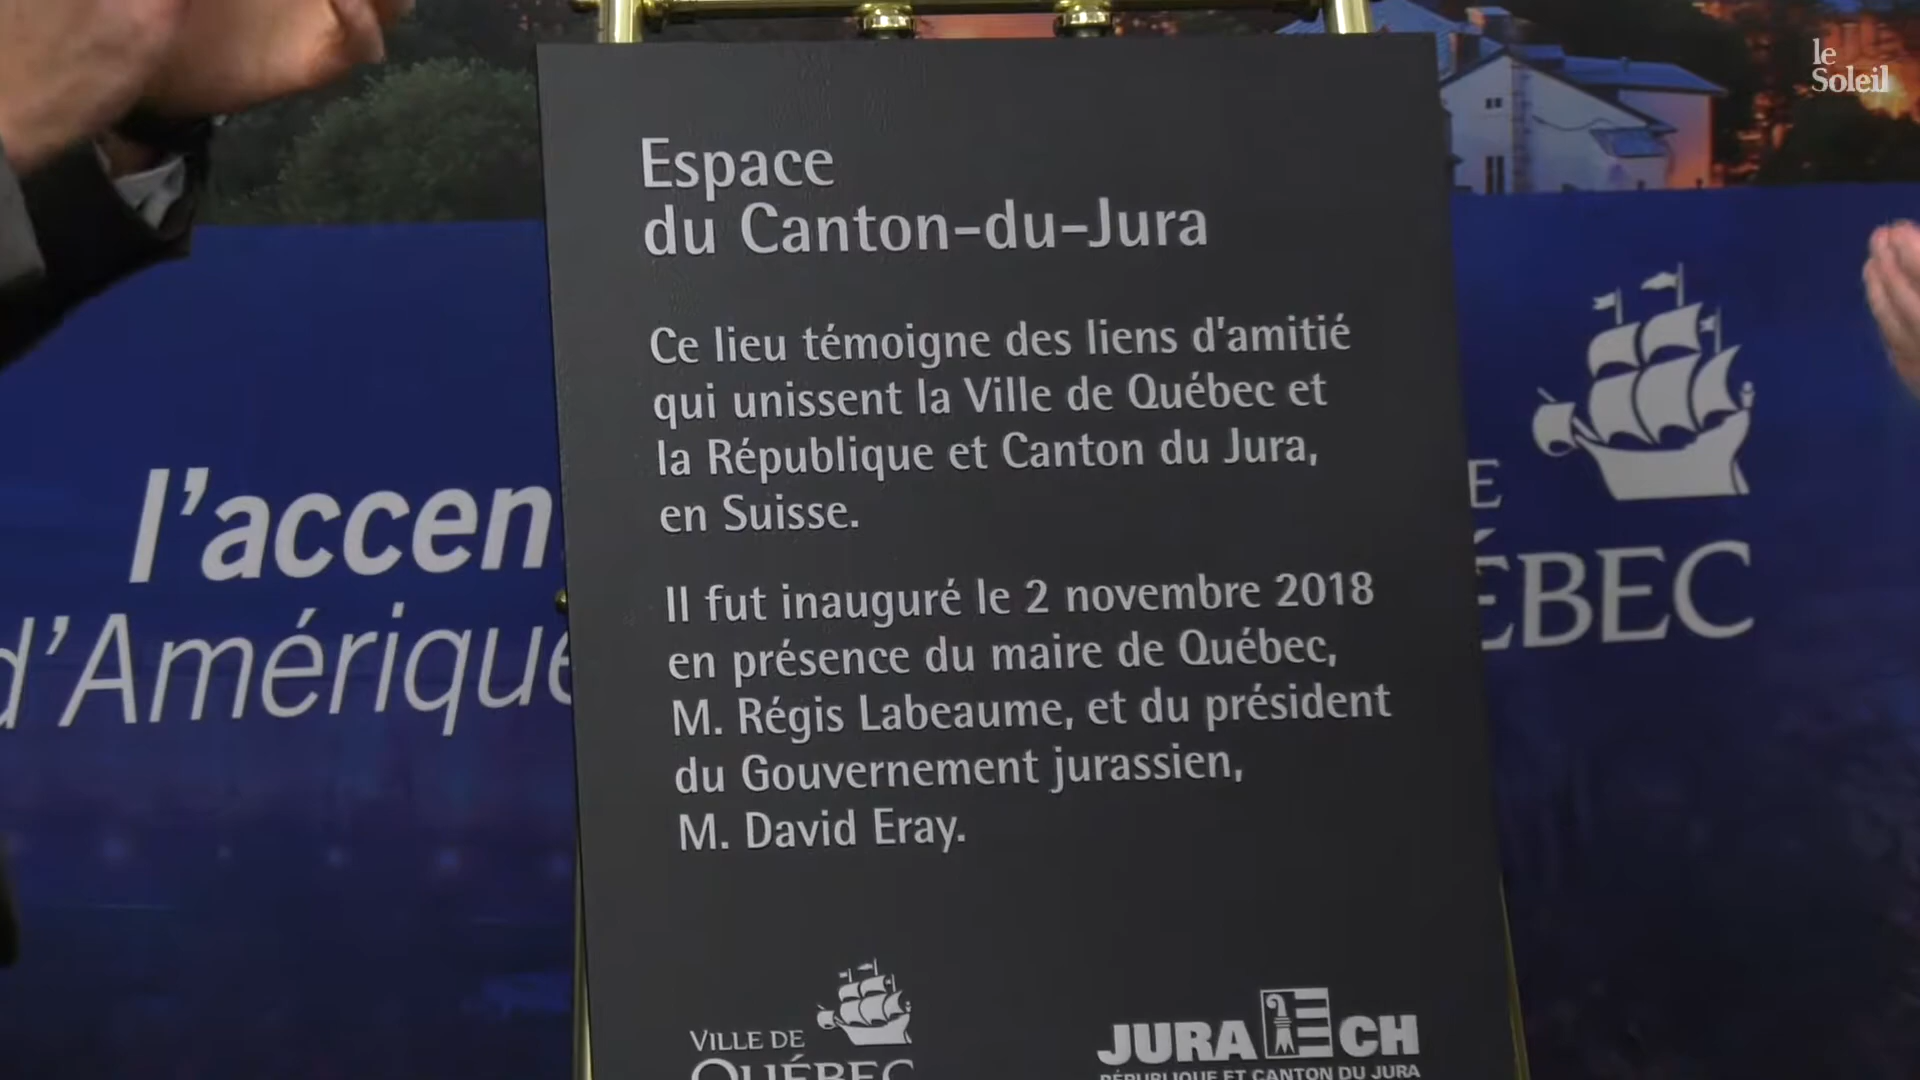 le
Soleil
Espace
du Canton-du-Jura
Ce lieu témoigne des liens d'amitié
qui unissent la Ville de Québec et
la République et Canton du Jura,
en Suisse.
Il fut inauguré le 2 novembre 2018
en présence du maire de Québec,
M. Régis Labeaume, et du président
du Gouvernement jurassien,
M. David Eray.
VILLE DE
QUÉBEC
JURA CH
RÉPUBLIQUE ET CANTON DU JURA
l'accen
d'Amérique
E
ÉBEC